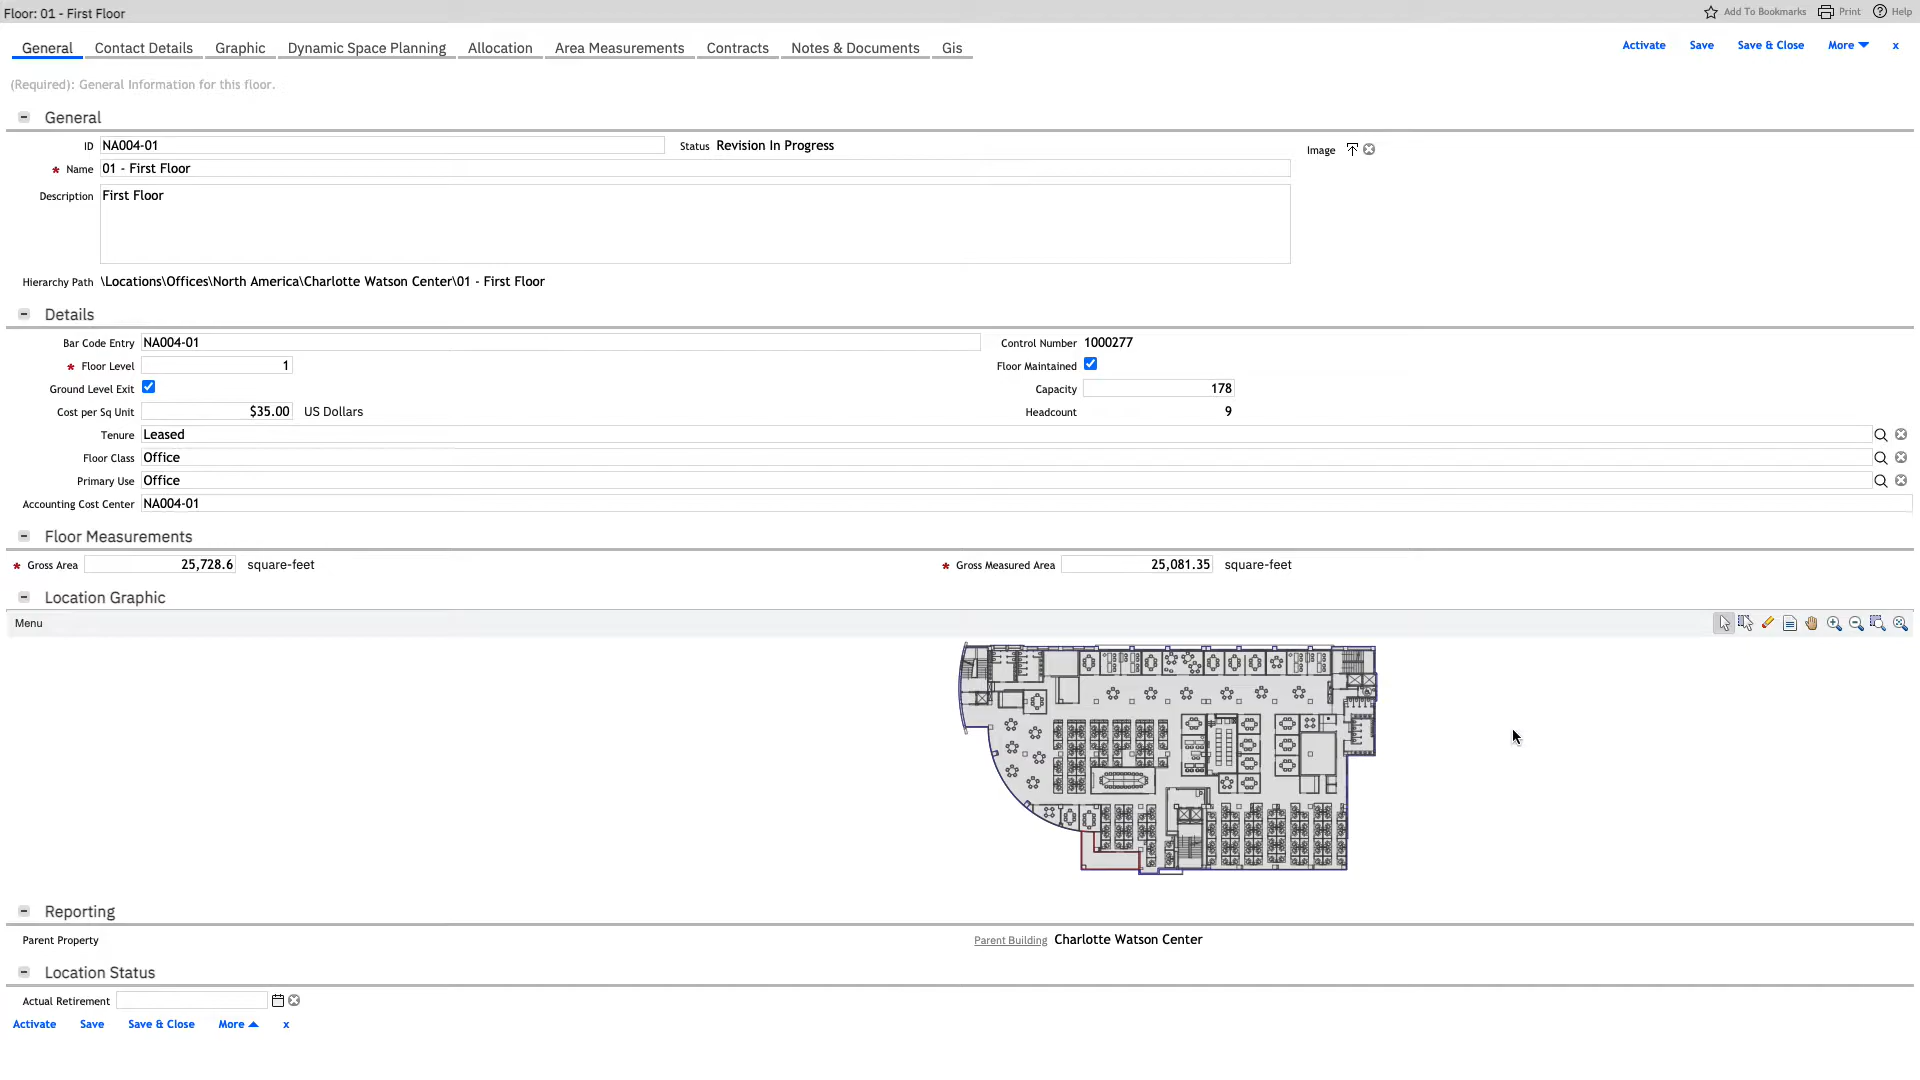 Floor: 01 - First Floor
Add To Bookmarks Print Help
General Contact Details Graphic Dynamic Space Planning Allocation Area Measurements Contracts Notes & Documents Gis
Activate Save Save & Close More x
(Required): General Information for this floor.
General
ID NA004-01 Status Revision In Progress Image
* Name 01 - First Floor
Description First Floor
Hierarchy Path \Locations\Offices\North America\Charlotte Watson Center\01 - First Floor
Details
Bar Code Entry NA004-01 Control Number 1000277
* Floor Level 1 Floor Maintained
Ground Level Exit Capacity 178
Cost per Sq Unit $35.00 US Dollars Headcount 9
Tenure Leased
Floor Class Office
Primary Use Office
Accounting Cost Center NA004-01
Floor Measurements
* Gross Area 25,728.6 square-feet * Gross Measured Area 25,081.35 square-feet
Location Graphic
Menu
Reporting
Parent Property Parent Building Charlotte Watson Center
Location Status
Actual Retirement
Activate Save Save & Close More x